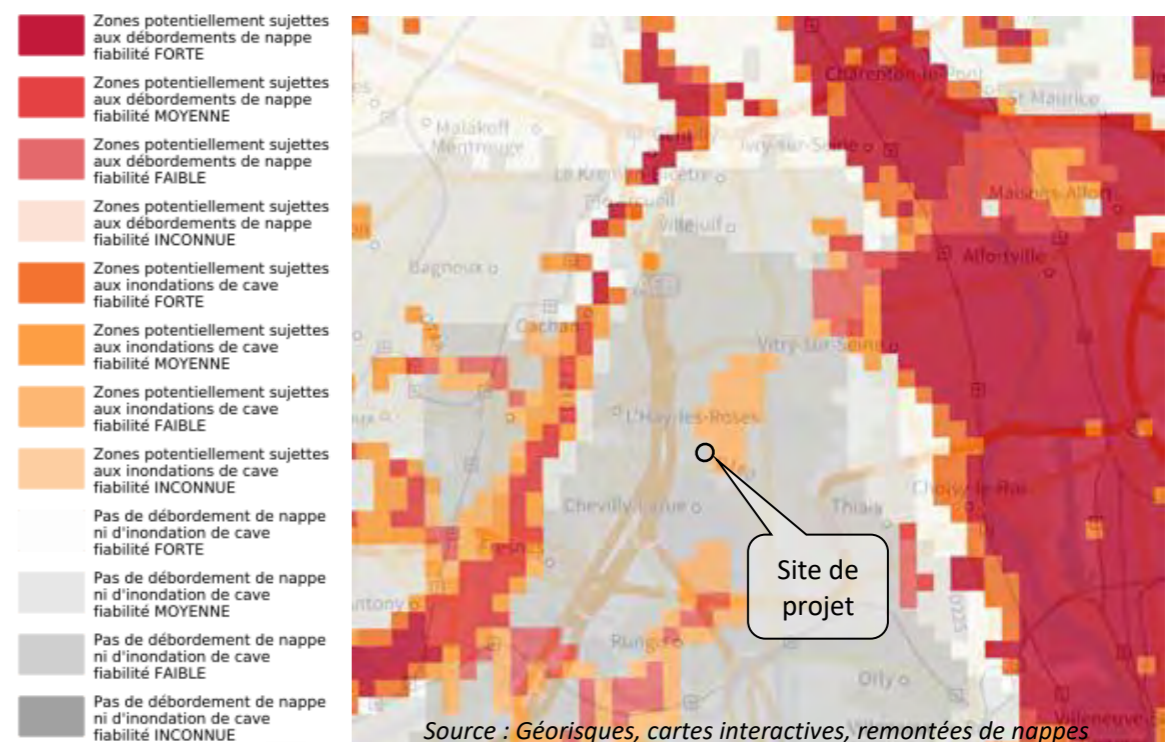 Zones potentiellement sujettes
aux débordements de nappe
fiabilité FORTE
Zones potentiellement sujettes
aux débordements de nappe
fiabilité MOYENNE
Zones potentiellement sujettes
aux débordements de nappe
fiabilité FAIBLE
Zones potentiellement sujettes
aux débordements de nappe
fiabilité INCONNUE
Zones potentiellement sujettes
aux inondations de cave
fiabilité FORTE
Zones potentiellement sujettes
aux inondations de cave
fiabilité MOYENNE
Zones potentiellement sujettes
aux inondations de cave
fiabilité FAIBLE
Zones potentiellement sujettes
aux inondations de cave
fiabilité INCONNUE
Pas de débordement de nappe
ni d'inondation de cave
fiabilité FORTE
Pas de débordement de nappe
ni d'inondation de cave
fiabilité MOYENNE
Pas de débordement de nappe
ni d'inondation de cave
fiabilité FAIBLE
Pas de débordement de nappe
ni d'inondation de cave
fiabilité INCONNUE
Charenton-le-Pont
St Maurice
Malakoff
Montrouge
Gentilly
Ivry-sur-Seine
Le Kremlin-Bicêtre
Arcueil
Maisons-Alfort
Villejuif
Bagneux
Alfortville
Cachan
Vitry-sur-Seine
L'Haÿ-les-Roses
Chevilly-Larue
Thiais
Choisy-le-Roi
Fresnes
Site de
projet
Antony
Rungis
D225
Orly
Villeneuve-
Source : Géorisques, cartes interactives, remontées de nappes